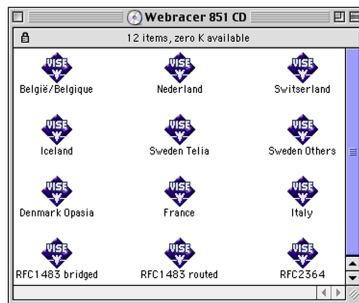 Webracer 851 CD
12 items, zero K available
VISE VISE VISE
België/Belgique Nederland Switserland
VISE VISE VISE
Iceland Sweden Telia Sweden Others
VISE VISE VISE
Denmark Opasia France Italy
VISE VISE VISE
RFC1483 bridged RFC1483 routed RFC2364